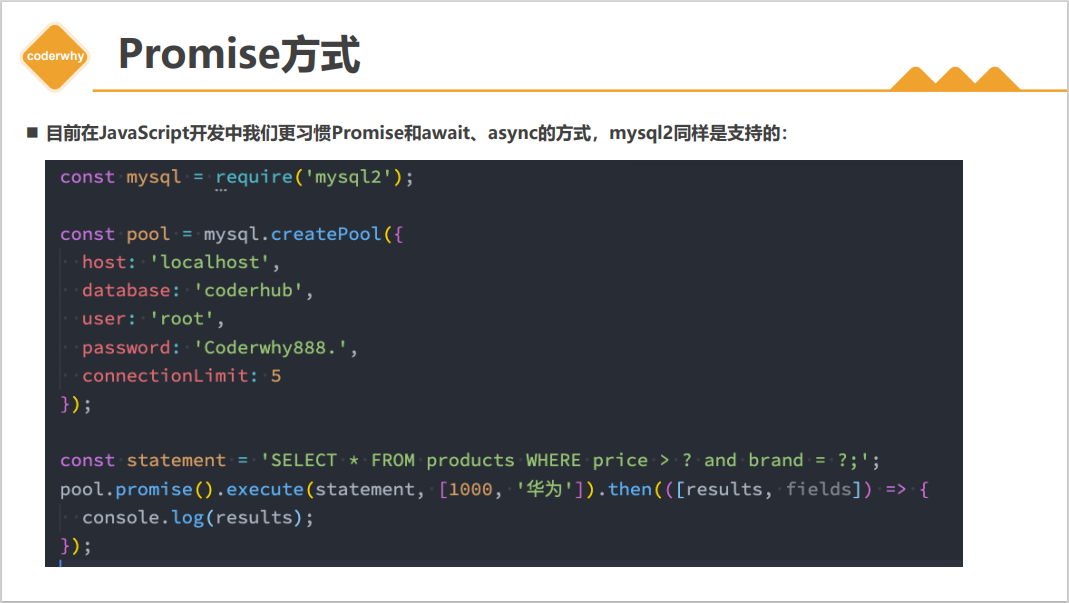 coderwhy
Promise方式
■ 目前在JavaScript开发中我们更习惯Promise和await、async的方式，mysql2同样是支持的：
const mysql = require('mysql2');
const pool = mysql.createPool({
  host: 'localhost',
  database: 'coderhub',
  user: 'root',
  password: 'Coderwhy888.',
  connectionLimit: 5
});
const statement = 'SELECT * FROM products WHERE price > ? and brand = ?;';
pool.promise().execute(statement, [1000, '华为']).then(([results, fields]) => {
  console.log(results);
});